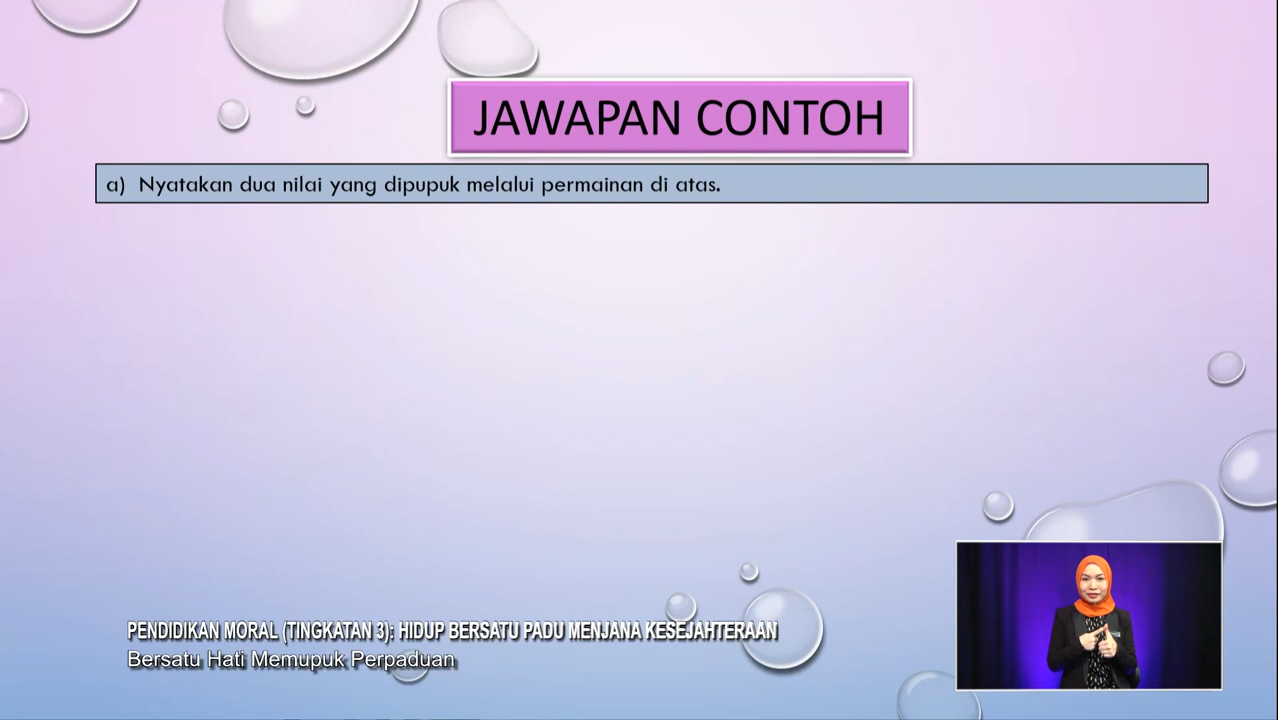 JAWAPAN CONTOH
a) Nyatakan dua nilai yang dipupuk melalui permainan di atas.
PENDIDIKAN MORAL (TINGKATAN 3); HIDUP BERSATU PADU MENJANA KESEJAHTERAAN
Bersatu Hati Memupuk Perpaduan